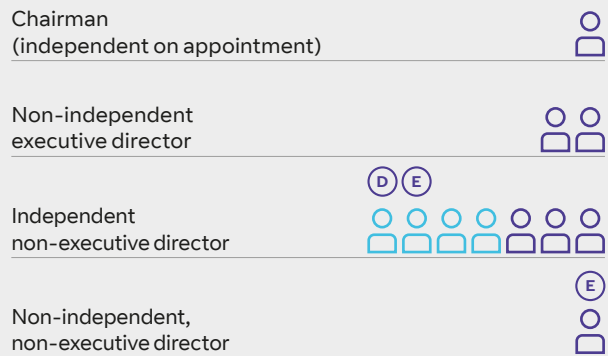 Chairman
(independent on appointment)
Non-independent
executive director
D E
Independent
non-executive director
E
Non-independent,
non-executive director